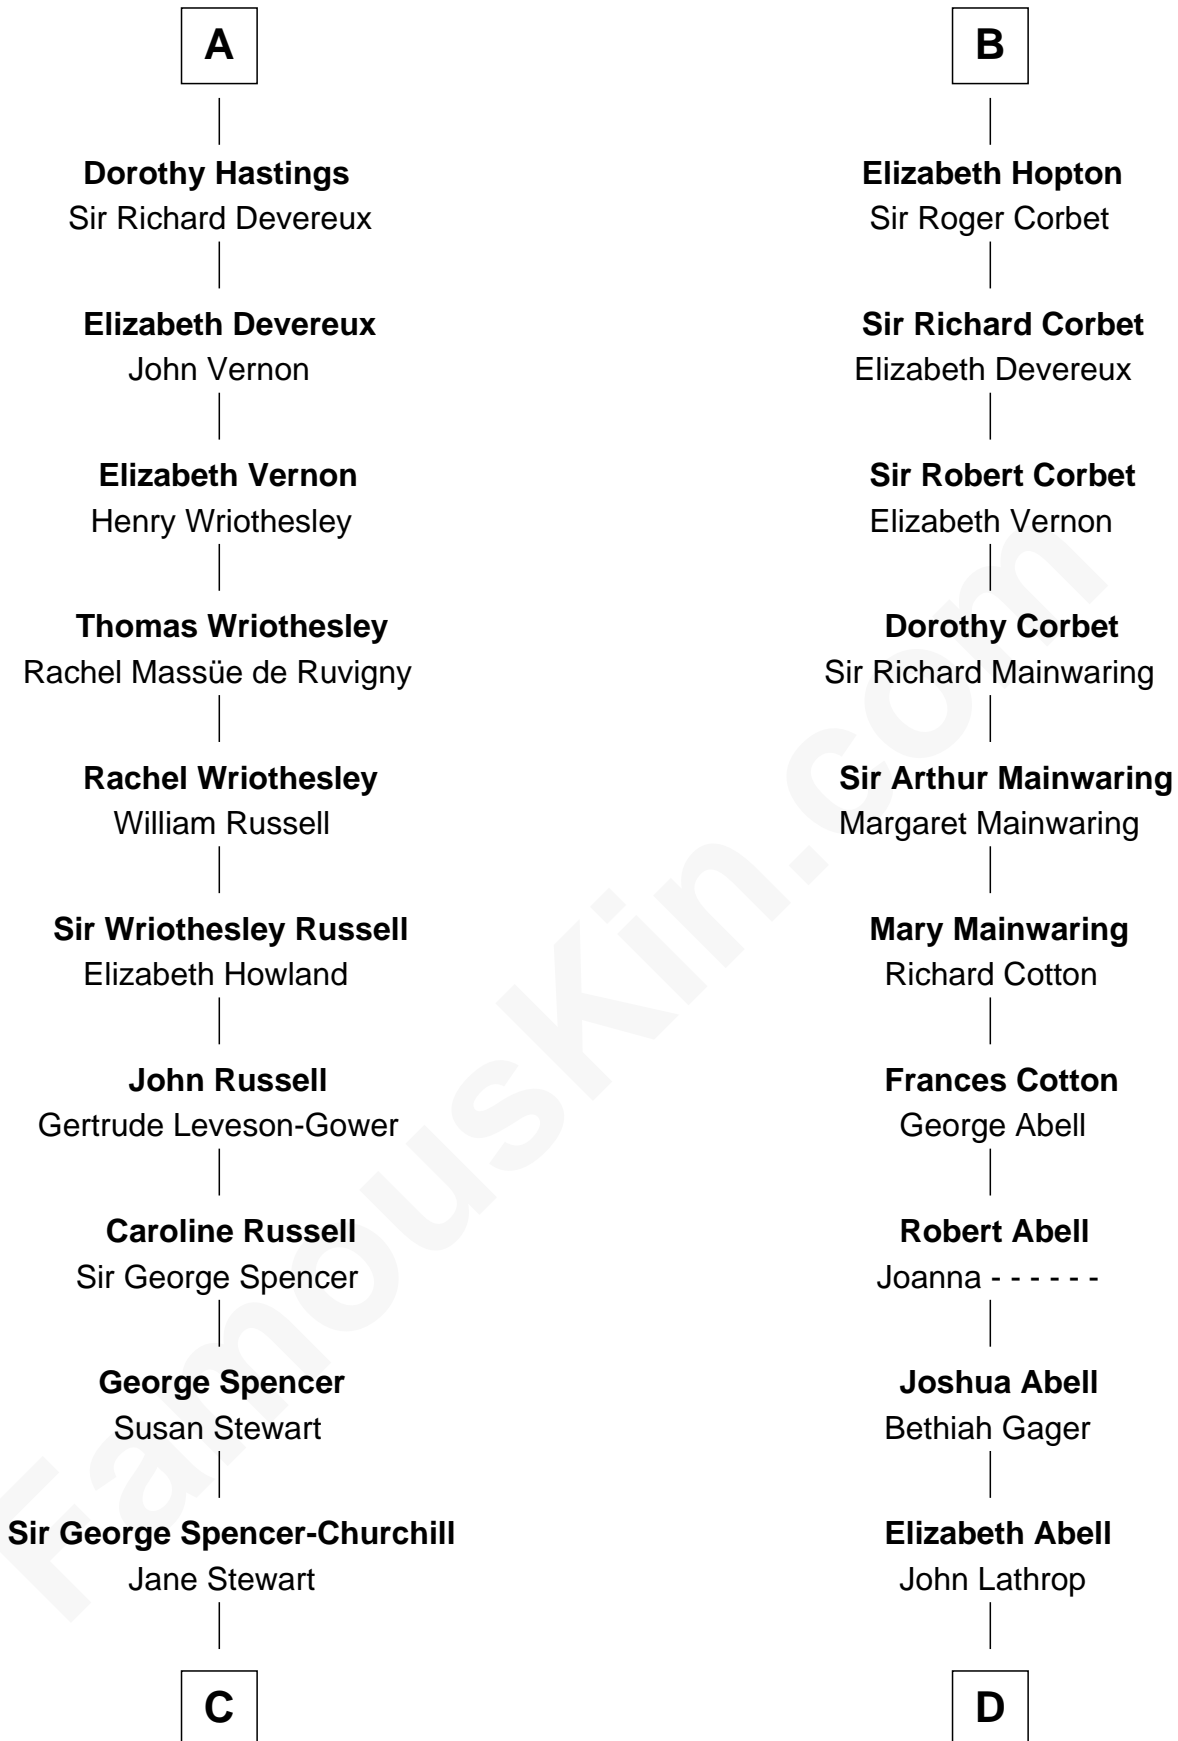 A
Dorothy Hastings
Sir Richard Devereux
Elizabeth Devereux
John Vernon
Elizabeth Vernon
Henry Wriothesley
Thomas Wriothesley
Rachel Massüe de Ruvigny
Rachel Wriothesley
William Russell
Sir Wriothesley Russell
Elizabeth Howland
John Russell
Gertrude Leveson-Gower
Caroline Russell
Sir George Spencer
George Spencer
Susan Stewart
Sir George Spencer-Churchill
Jane Stewart
C
B
Elizabeth Hopton
Sir Roger Corbet
Sir Richard Corbet
Elizabeth Devereux
Sir Robert Corbet
Elizabeth Vernon
Dorothy Corbet
Sir Richard Mainwaring
Sir Arthur Mainwaring
Margaret Mainwaring
Mary Mainwaring
Richard Cotton
Frances Cotton
George Abell
Robert Abell
Joanna - - - - - -
Joshua Abell
Bethiah Gager
Elizabeth Abell
John Lathrop
D
FamousKin.com